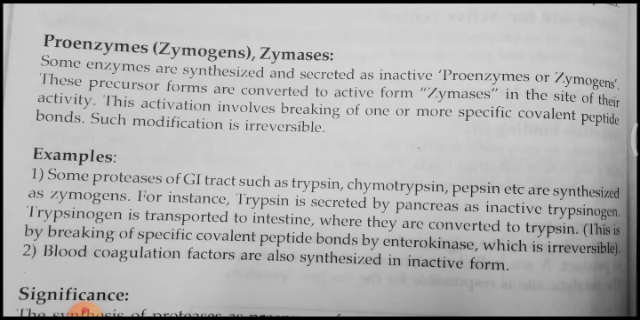 Proenzymes (Zymogens), Zymases:
Some enzymes are synthesized and secreted as inactive 'Proenzymes or Zymogens'.
These precursor forms are converted to active form "Zymases" in the site of their
activity. This activation involves breaking of one or more specific covalent peptide
bonds. Such modification is irreversible.
Examples:
1) Some proteases of GI tract such as trypsin, chymotrypsin, pepsin etc are synthesized
as zymogens. For instance, Trypsin is secreted by pancreas as inactive trypsinogen.
Trypsinogen is transported to intestine, where they are converted to trypsin. (This is
by breaking of specific covalent peptide bonds by enterokinase, which is irreversible).
2) Blood coagulation factors are also synthesized in inactive form.
Significance:
The synthesis of proteases as